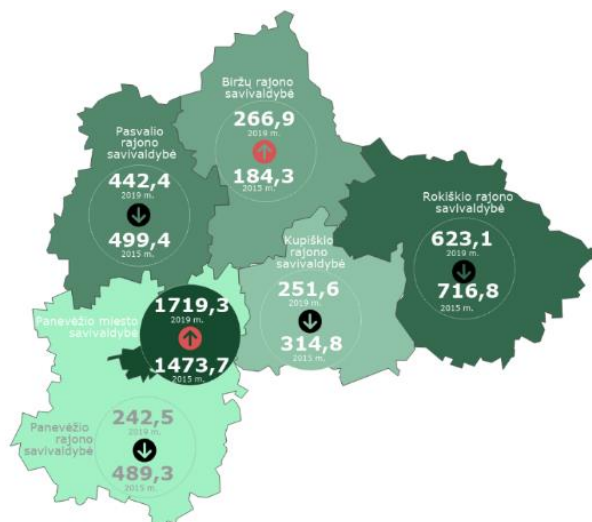 Biržų rajono
savivaldybė
266,9
2019 m.
184,3
2015 m.
Pasvalio
rajono
savivaldybė
442,4
2019 m.
499,4
2015 m.
Rokiškio rajono
savivaldybė
623,1
2019 m.
716,8
2015 m.
Kupiškio
rajono
savivaldybė
251,6
2019 m.
314,8
2015 m.
Panevėžio miesto
savivaldybė
1719,3
2019 m.
1473,7
2015 m.
Panevėžio
rajono
savivaldybė
242,5
2019 m.
489,3
2015 m.